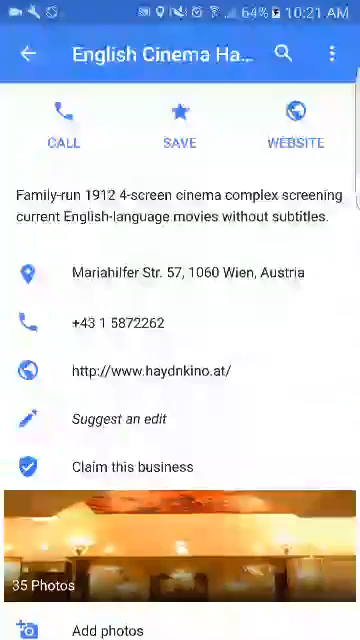 64% 10:21 AM
English Cinema Ha...
CALL SAVE WEBSITE
Family-run 1912 4-screen cinema complex screening
current English-language movies without subtitles.
Mariahilfer Str. 57, 1060 Wien, Austria
+43 1 5872262
http://www.haydnkino.at/
Suggest an edit
Claim this business
35 Photos
Add photos